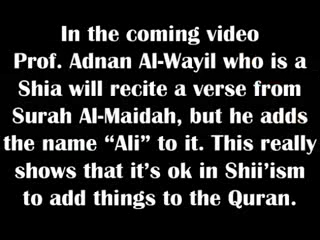 In the coming video
Prof. Adnan Al-Wayil who is a
Shia will recite a verse from
Surah Al-Maidah, but he adds
the name “Ali” to it. This really
shows that it’s ok in Shii’ism
to add things to the Quran.